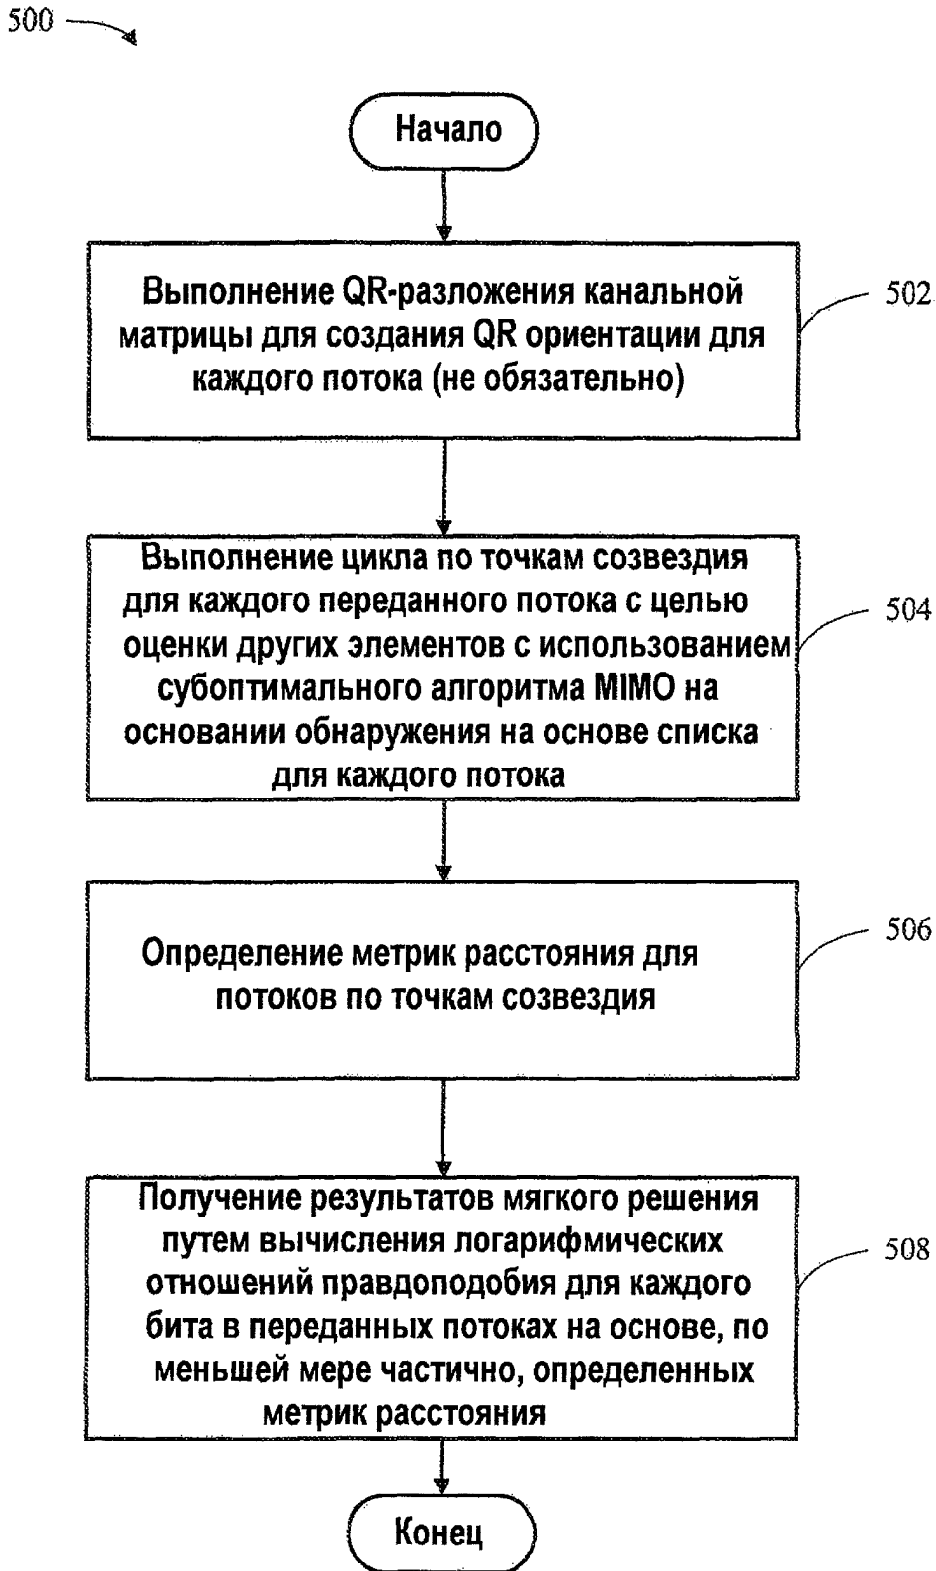 500
Начало
Выполнение QR-разложения канальной
матрицы для создания QR ориентации для
каждого потока (не обязательно)
502
Выполнение цикла по точкам созвездия
для каждого переданного потока с целью
оценки других элементов с использованием
субоптимального алгоритма MIMO на
основании обнаружения на основе списка
для каждого потока
504
Определение метрик расстояния для
потоков по точкам созвездия
506
Получение результатов мягкого решения
путем вычисления логарифмических
отношений правдоподобия для каждого
бита в переданных потоках на основе, по
меньшей мере частично, определенных
метрик расстояния
508
Конец